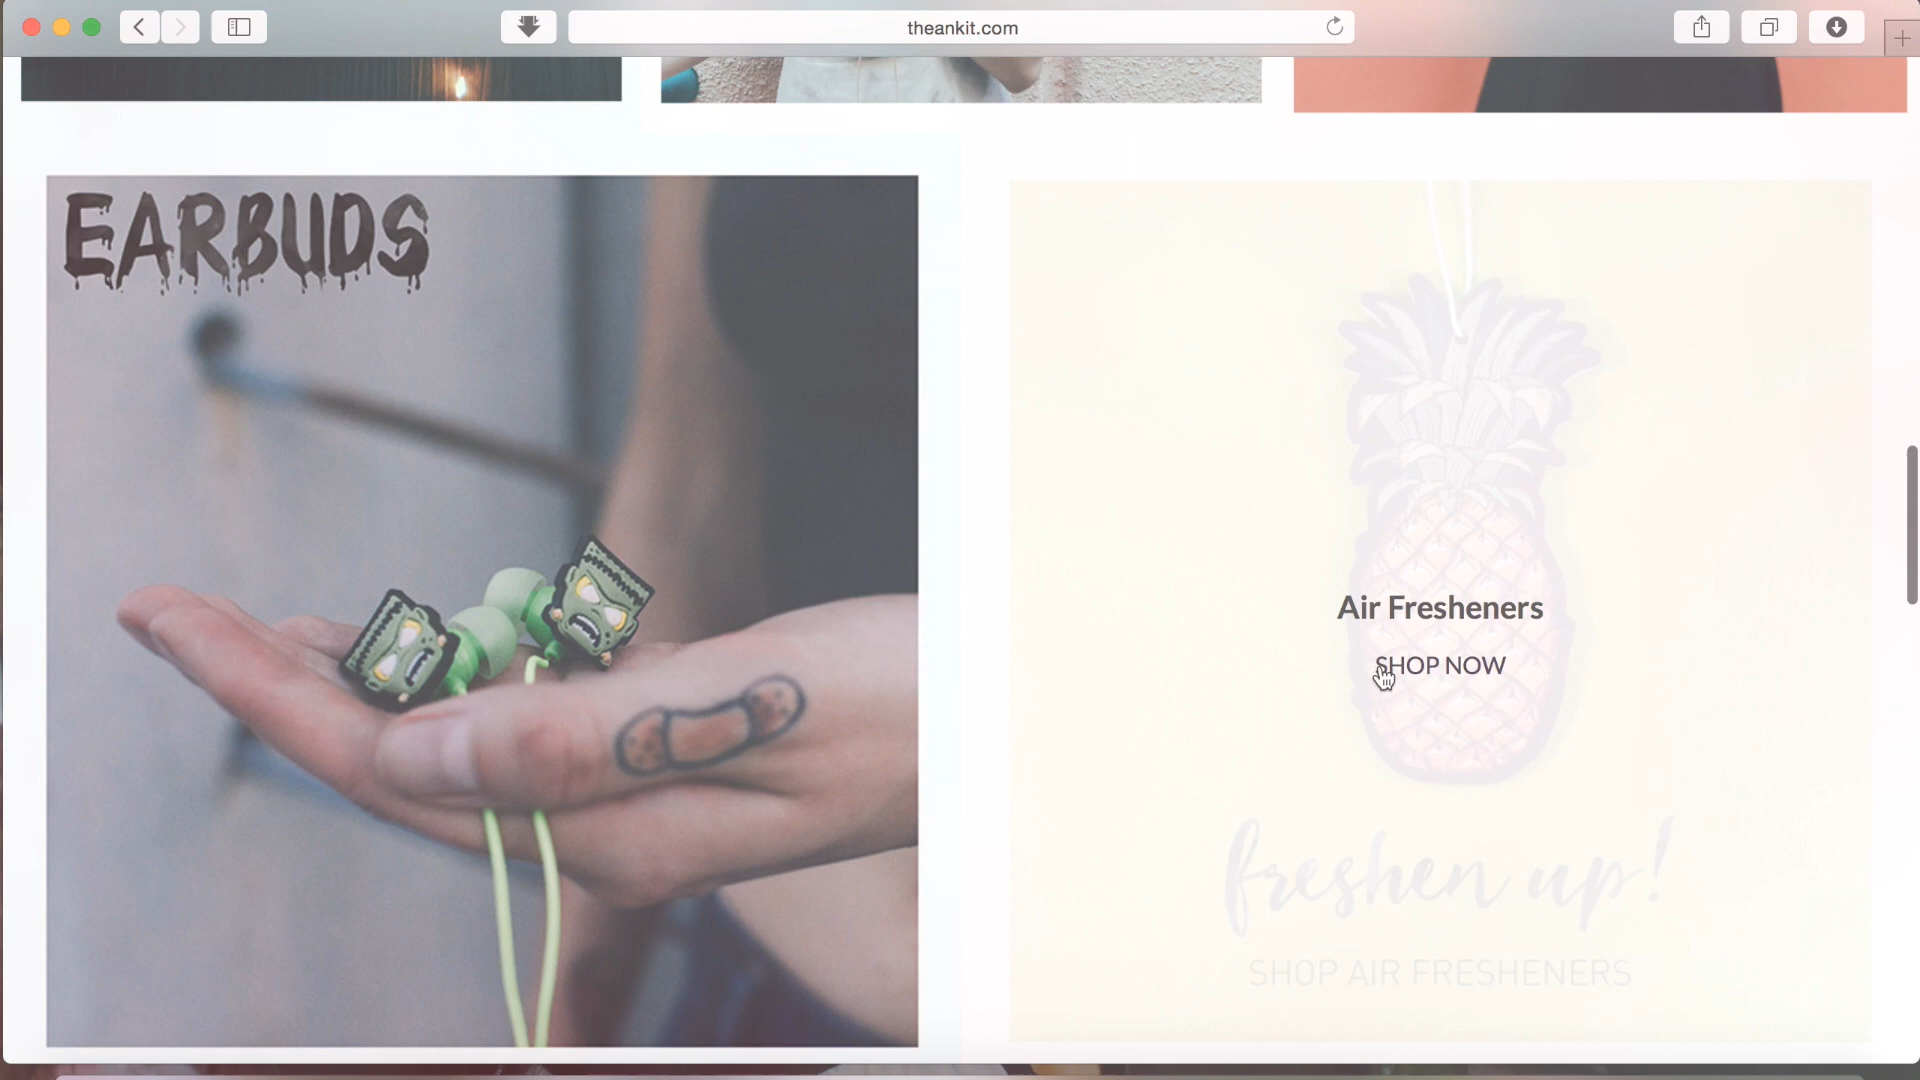 theankit.com
EARBUDS
Air Fresheners
SHOP NOW
freshen up!
SHOP AIR FRESHENERS